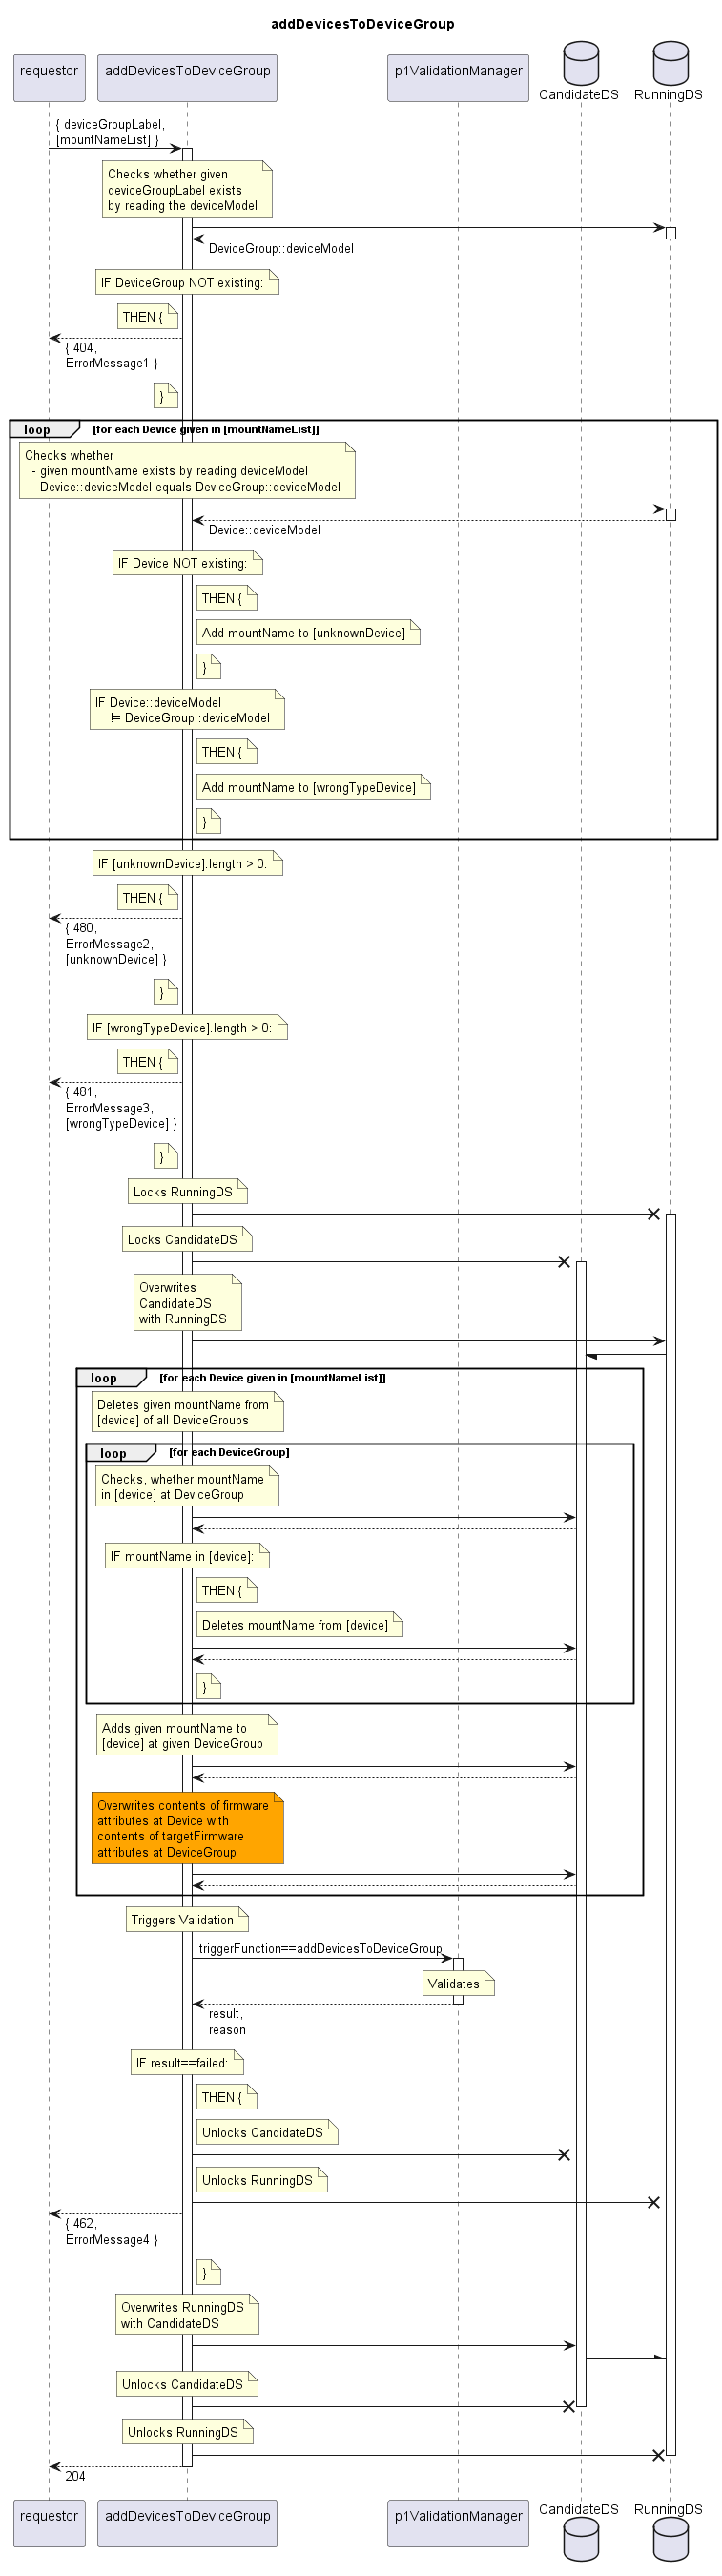 addDevicesToDeviceGroup
requestor
addDevicesToDeviceGroup
p1ValidationManager
CandidateDS
RunningDS
{ deviceGroupLabel,
[mountNameList] }
Checks whether given
deviceGroupLabel exists
by reading the deviceModel
DeviceGroup::deviceModel
IF DeviceGroup NOT existing:
THEN {
{ 404,
ErrorMessage1 }
}
loop
[for each Device given in [mountNameList]]
Checks whether
- given mountName exists by reading deviceModel
- Device::deviceModel equals DeviceGroup::deviceModel
Device::deviceModel
IF Device NOT existing:
THEN {
Add mountName to [unknownDevice]
}
IF Device::deviceModel
!= DeviceGroup::deviceModel
THEN {
Add mountName to [wrongTypeDevice]
}
IF [unknownDevice].length > 0:
THEN {
{ 480,
ErrorMessage2,
[unknownDevice] }
}
IF [wrongTypeDevice].length > 0:
THEN {
{ 481,
ErrorMessage3,
[wrongTypeDevice] }
}
Locks RunningDS
Locks CandidateDS
Overwrites
CandidateDS
with RunningDS
loop
[for each Device given in [mountNameList]]
Deletes given mountName from
[device] of all DeviceGroups
loop
[for each DeviceGroup]
Checks, whether mountName
in [device] at DeviceGroup
IF mountName in [device]:
THEN {
Deletes mountName from [device]
}
Adds given mountName to
[device] at given DeviceGroup
Overwrites contents of firmware
attributes at Device with
contents of targetFirmware
attributes at DeviceGroup
Triggers Validation
triggerFunction==addDevicesToDeviceGroup
Validates
result,
reason
IF result==failed:
THEN {
Unlocks CandidateDS
Unlocks RunningDS
{ 462,
ErrorMessage4 }
}
Overwrites RunningDS
with CandidateDS
Unlocks CandidateDS
Unlocks RunningDS
204
requestor
addDevicesToDeviceGroup
p1ValidationManager
CandidateDS
RunningDS